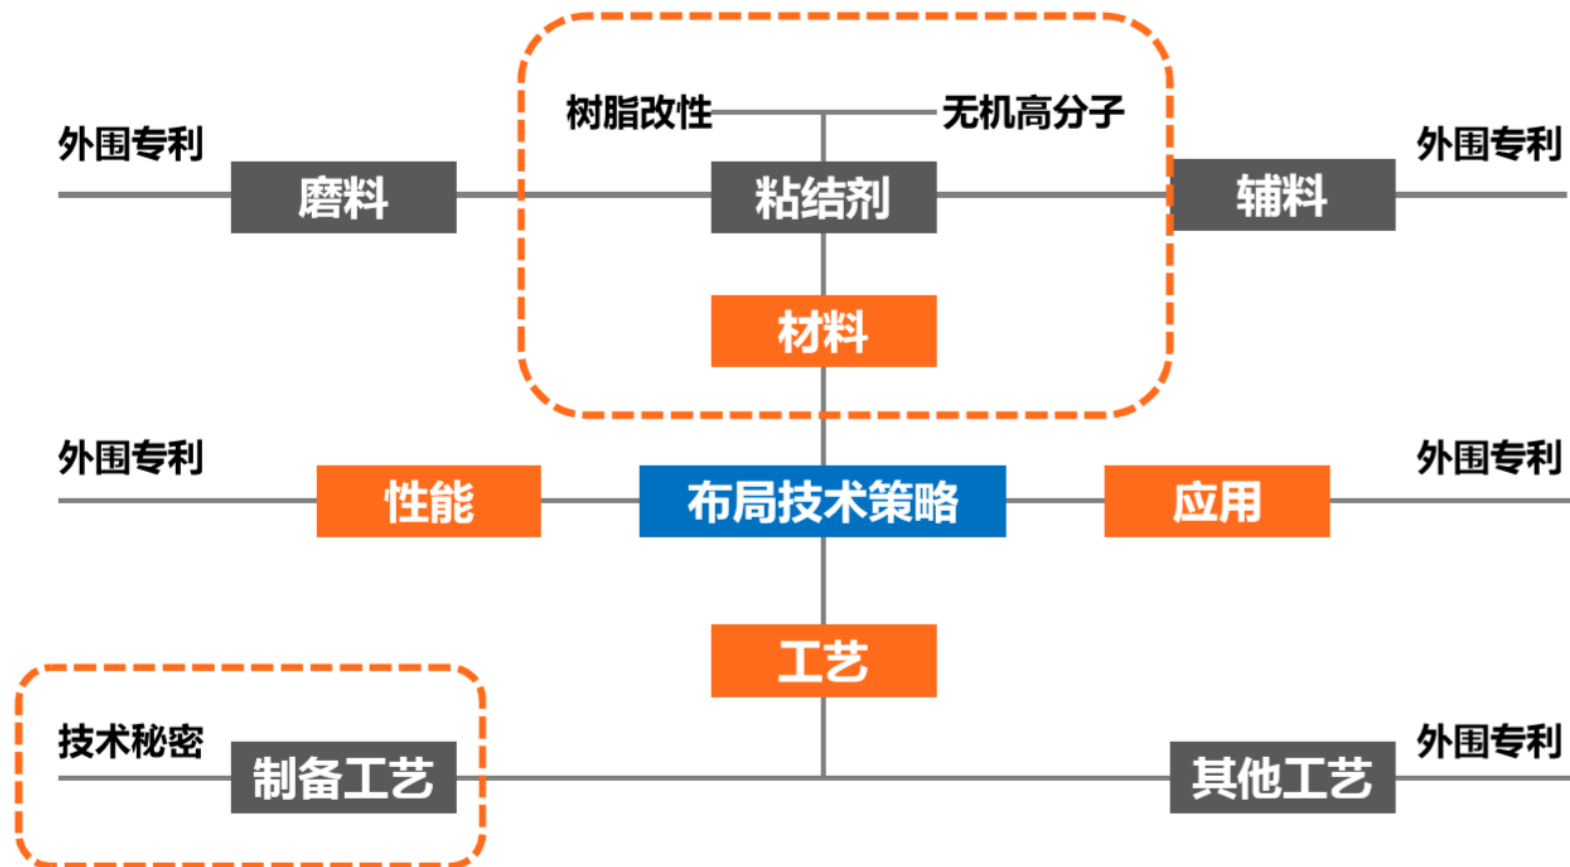 树脂改性
无机高分子
外围专利
外围专利
磨料
粘结剂
辅料
材料
外围专利
外围专利
性能
布局技术策略
应用
工艺
技术秘密
外围专利
制备工艺
其他工艺